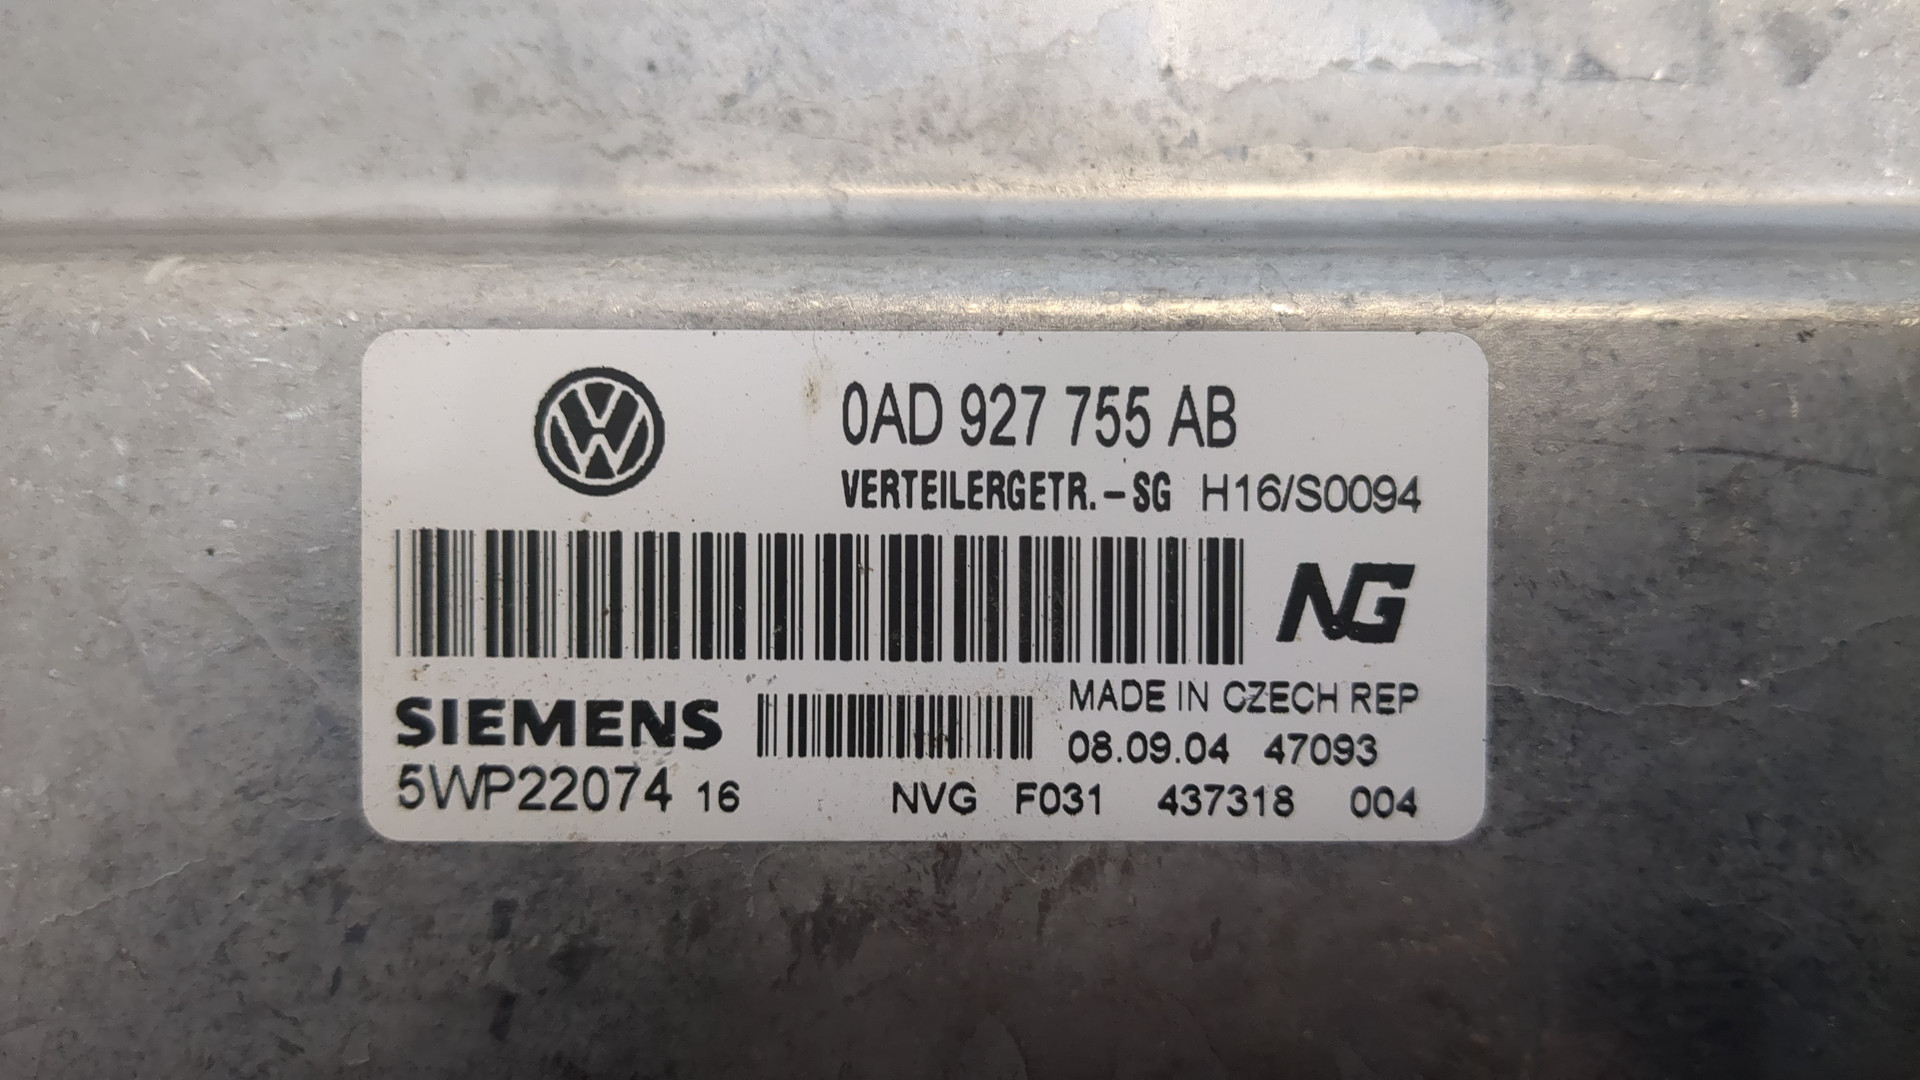 0AD 927 755 AB
VERTEILERGETR.-SG H16/S0094
NG
SIEMENS
MADE IN CZECH REP
08.09.04 47093
5WP22074 16 NVG F031 437318 004